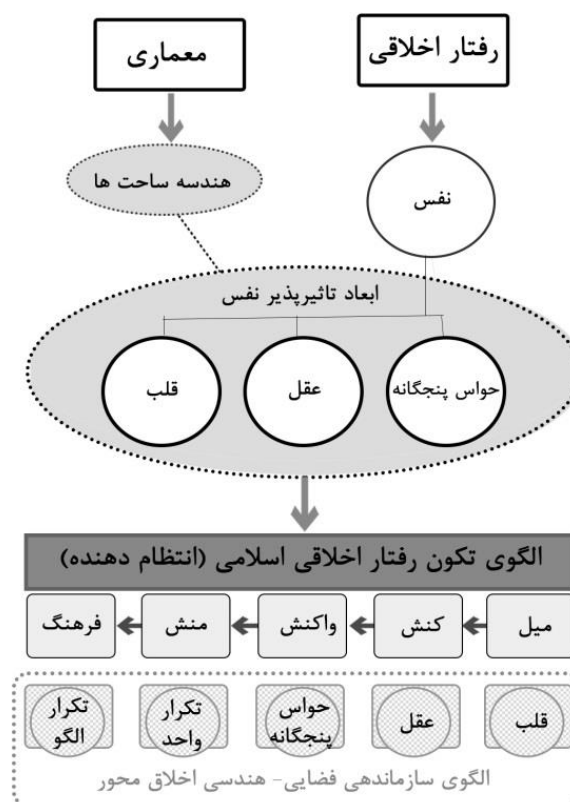 رفتار اخلاقی
معماری
نفس
هندسه ساحت ها
ابعاد تاثیرپذیر نفس
حواس پنجگانه
عقل
قلب
الگوی تکون رفتار اخلاقی اسلامی (انتظام دهنده)
میل
کنش
واکنش
منش
فرهنگ
قلب
عقل
حواس
پنجگانه
تکرار
واحد
تکرار
الگو
الگوی سازماندهی فضایی- هندسی اخلاق محور